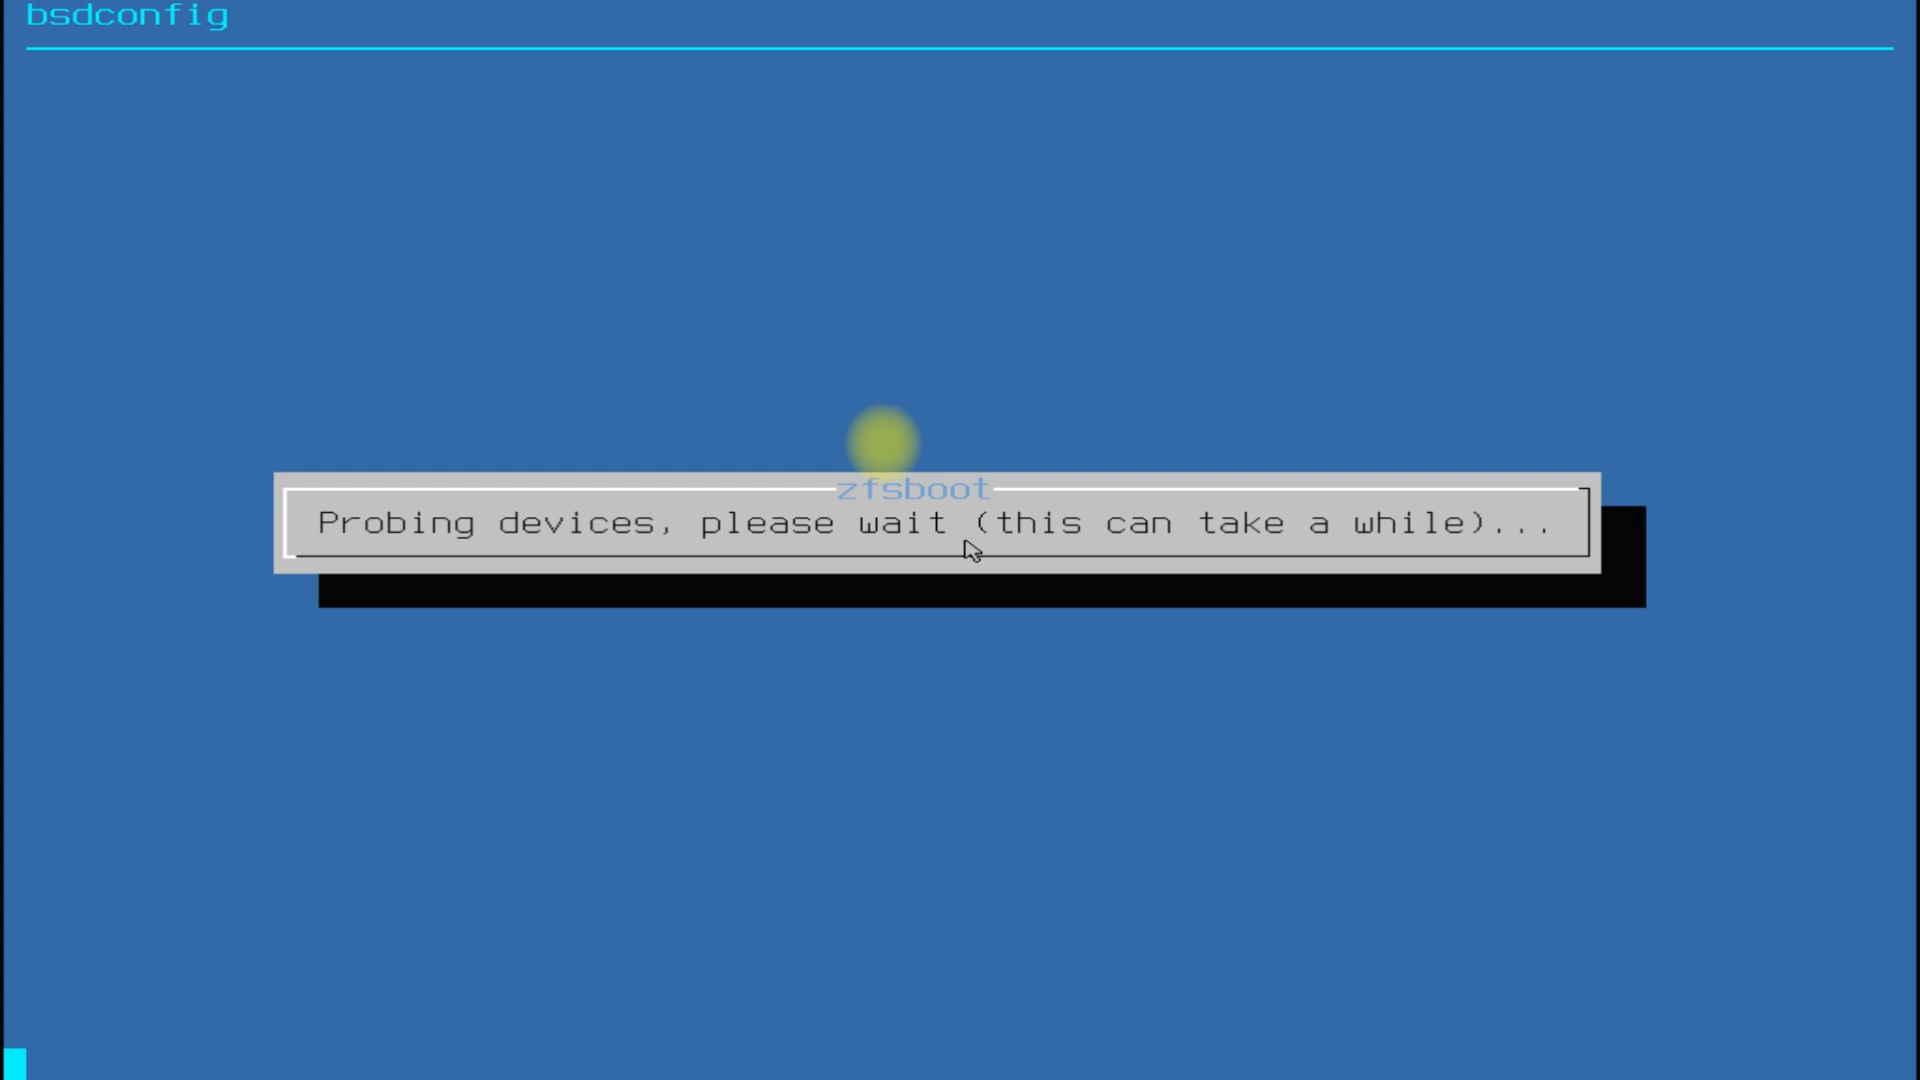 bsdconfig
zfsboot
Probing devices, please wait (this can take a while)...